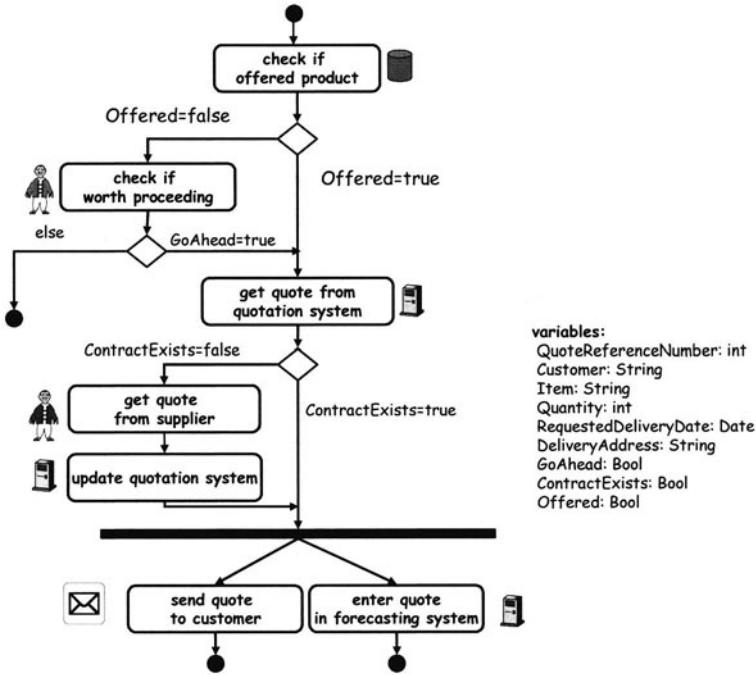 check if
offered product
Offered=false
Offered=true
check if
worth proceeding
else
GoAhead=true
get quote from
quotation system
ContractExists=false
ContractExists=true
get quote
from supplier
update quotation system
send quote
to customer
enter quote
in forecasting system
variables:
QuoteReferenceNumber: int
Customer: String
Item: String
Quantity: int
RequestedDeliveryDate: Date
DeliveryAddress: String
GoAhead: Bool
ContractExists: Bool
Offered: Bool